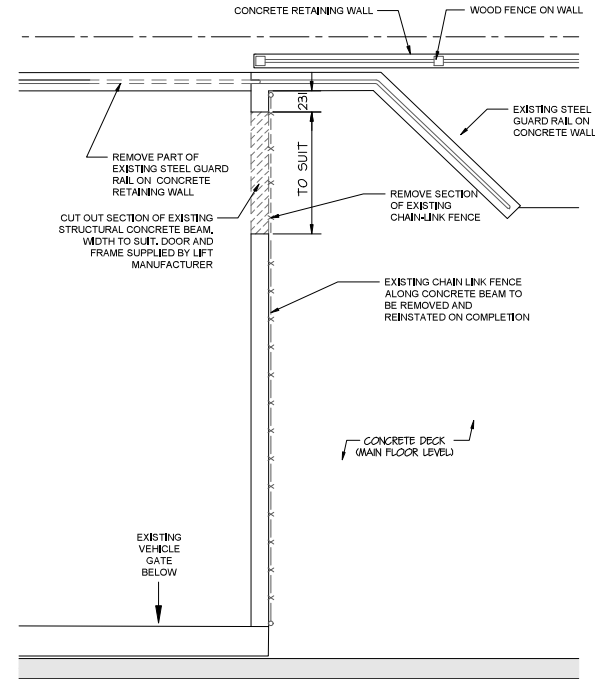 CONCRETE RETAINING WALL
WOOD FENCE ON WALL
231
EXISTING STEEL
GUARD RAIL ON
CONCRETE WALL
REMOVE PART OF
EXISTING STEEL GUARD
RAIL ON CONCRETE
RETAINING WALL
TO SUIT
REMOVE SECTION
OF EXISTING
CHAIN-LINK FENCE
CUT OUT SECTION OF EXISTING
STRUCTURAL CONCRETE BEAM.
WIDTH TO SUIT. DOOR AND
FRAME SUPPLIED BY LIFT
MANUFACTURER
EXISTING CHAIN LINK FENCE
ALONG CONCRETE BEAM TO
BE REMOVED AND
REINSTATED ON COMPLETION
CONCRETE DECK
(MAIN FLOOR LEVEL)
EXISTING
VEHICLE
GATE
BELOW